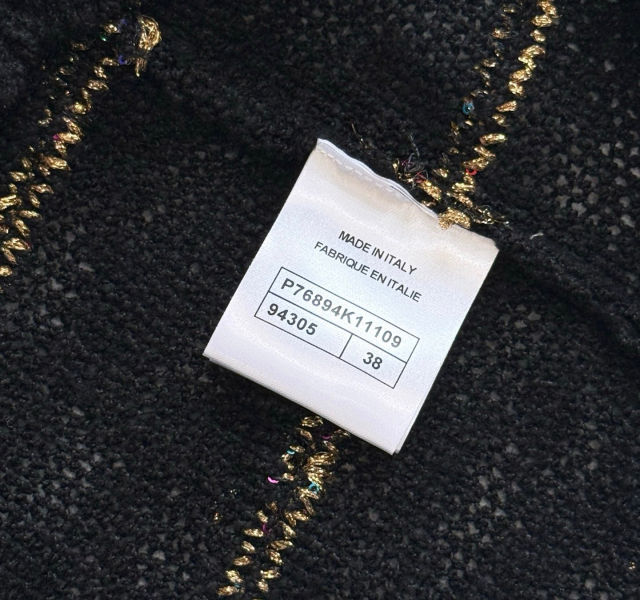 MADE IN ITALY
FABRIQUE EN ITALIE
P76894K11109
94305 38